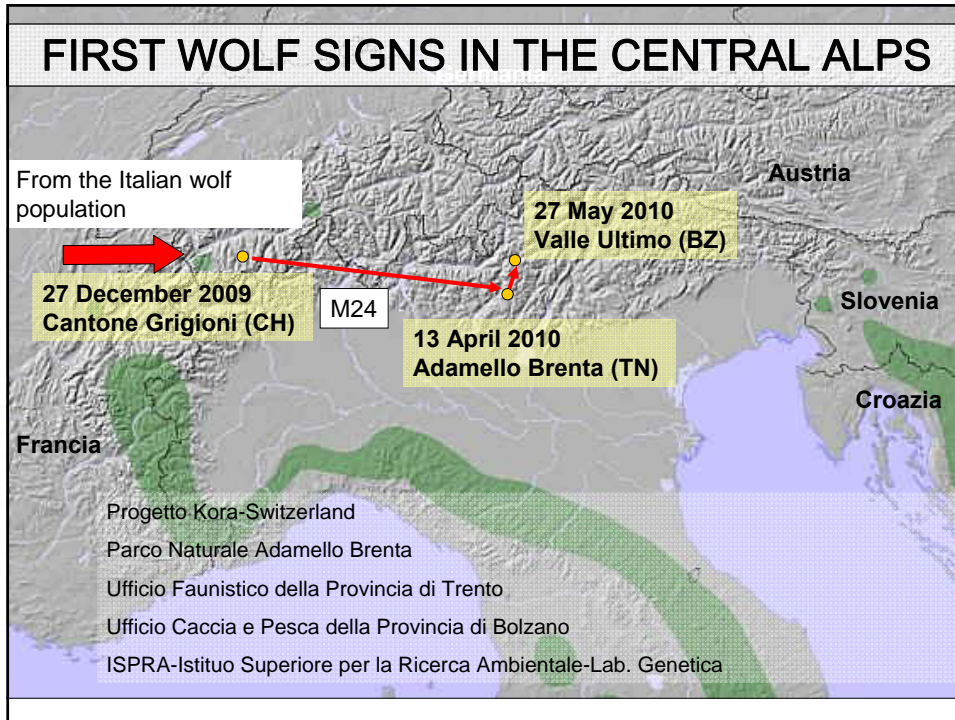 FIRST WOLF SIGNS IN THE CENTRAL ALPS
Germania
Austria
From the Italian wolf
population
27 May 2010
Valle Ultimo (BZ)
27 December 2009
Cantone Grigioni (CH)
M24
Slovenia
13 April 2010
Adamello Brenta (TN)
Croazia
Francia
Progetto Kora-Switzerland
Parco Naturale Adamello Brenta
Ufficio Faunistico della Provincia di Trento
Ufficio Caccia e Pesca della Provincia di Bolzano
ISPRA-Istituo Superiore per la Ricerca Ambientale-Lab. Genetica